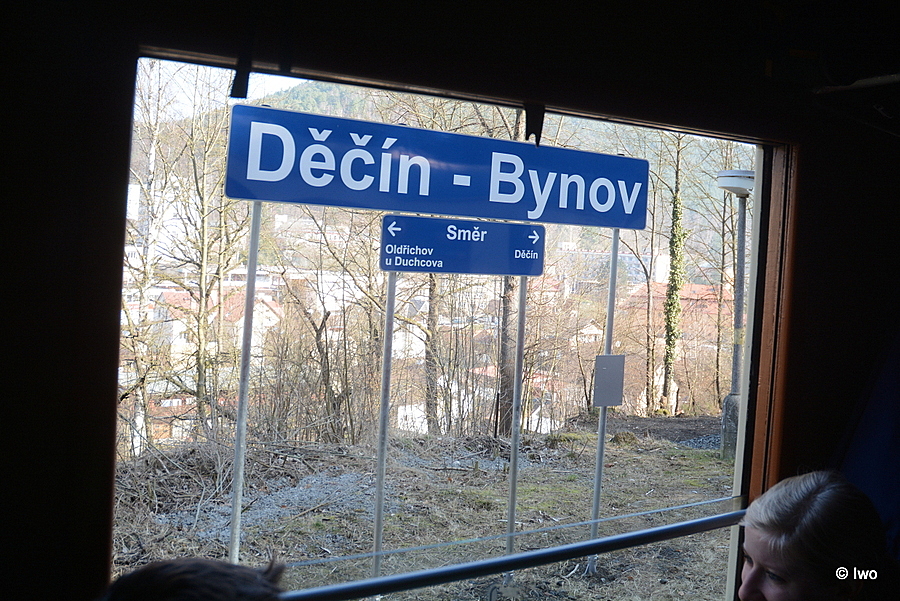 Děčín - Bynov
← Směr →
Oldřichov
u Duchcova
Děčín
© Iwo